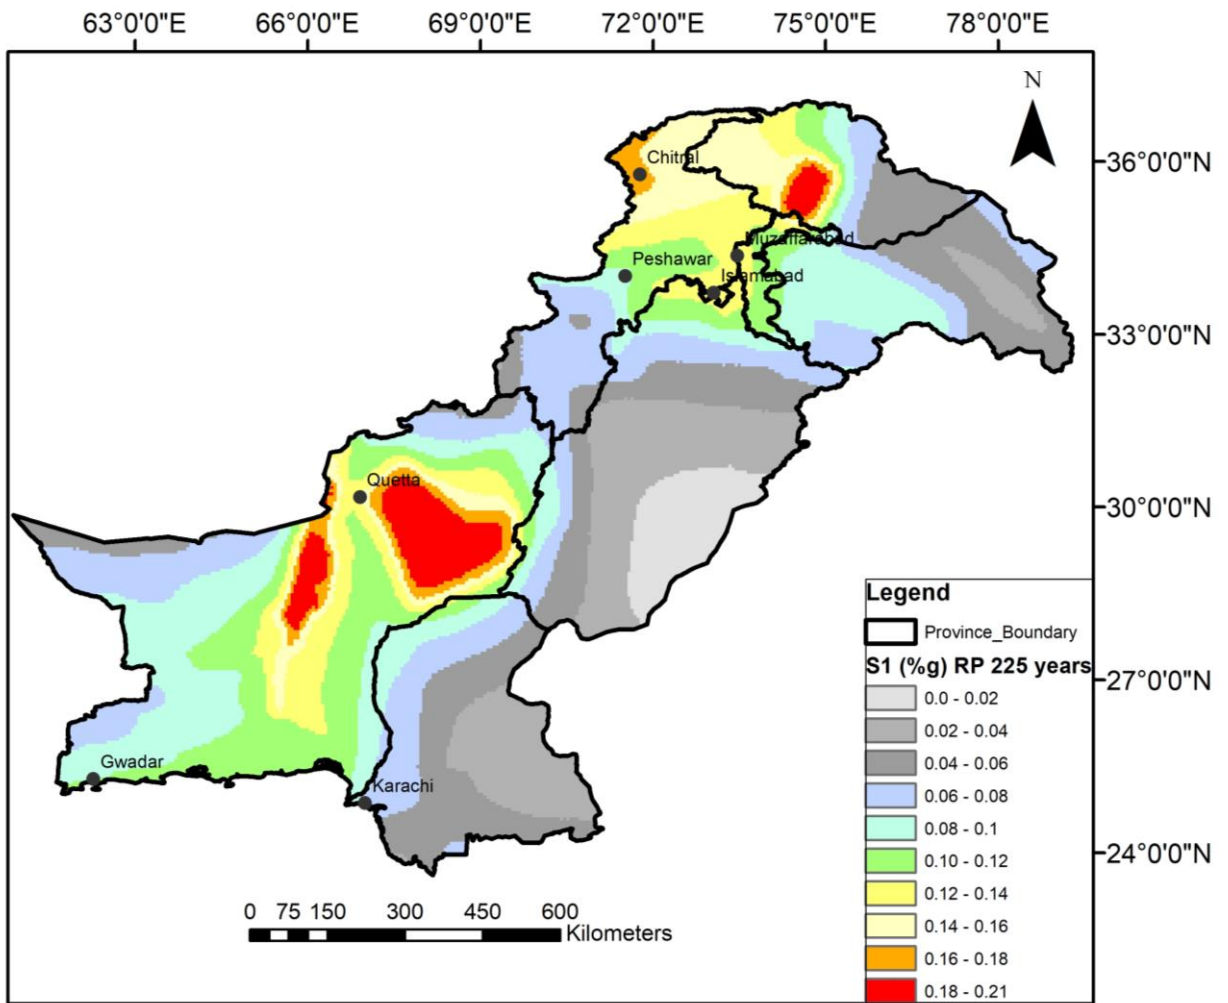 63°0'0"E 66°0'0"E 69°0'0"E 72°0'0"E 75°0'0"E 78°0'0"E
N
36°0'0"N
Chitral
Muzaffarabad
Peshawar
Islamabad
33°0'0"N
Quetta
30°0'0"N
Legend
Province_Boundary
S1 (%g) RP 225 years
27°0'0"N
0.0 - 0.02
0.02 - 0.04
0.04 - 0.06
0.06 - 0.08
0.08 - 0.1
0.10 - 0.12
0.12 - 0.14
0.14 - 0.16
0.16 - 0.18
0.18 - 0.21
Gwadar
Karachi
24°0'0"N
0 75 150 300 450 600
Kilometers